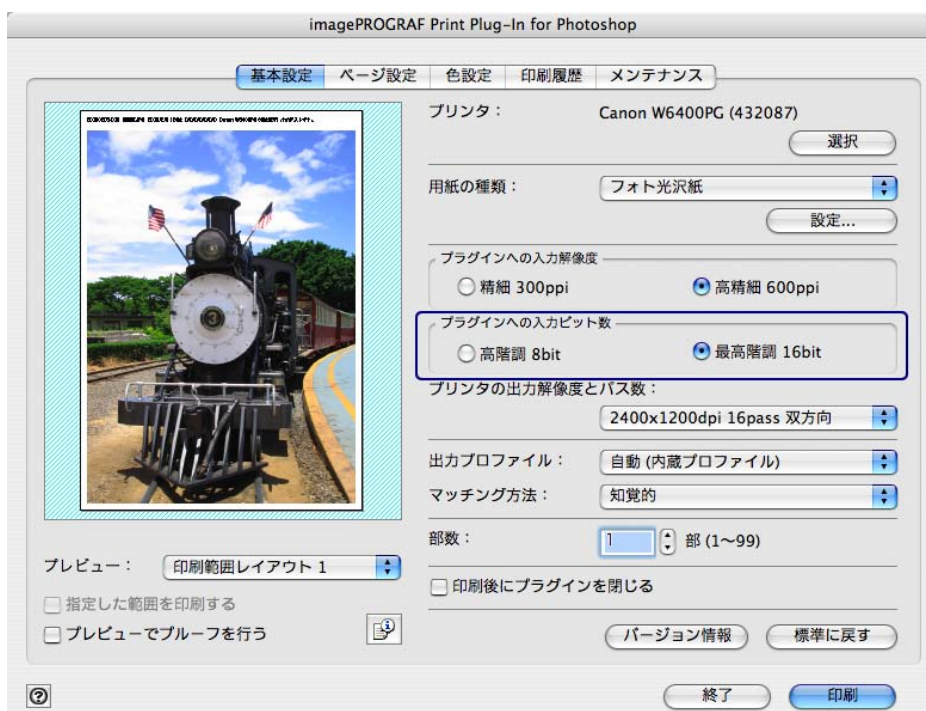 imagePROGRAF Print Plug-In for Photoshop
基本設定 ページ設定 色設定 印刷履歴 メンテナンス
プリンタ： Canon W6400PG (432087)
選択
用紙の種類： フォト光沢紙
設定...
プラグインへの入力解像度
精細 300ppi 高精細 600ppi
プラグインへの入力ビット数
高階調 8bit 最高階調 16bit
プリンタの出力解像度とパス数：
2400x1200dpi 16pass 双方向
出力プロファイル： 自動 (内蔵プロファイル)
マッチング方法： 知覚的
部数： 1 部 (1〜99)
印刷後にプラグインを閉じる
バージョン情報 標準に戻す
3
プレビュー： 印刷範囲レイアウト 1
指定した範囲を印刷する
プレビューでプルーフを行う
? 終了 印刷